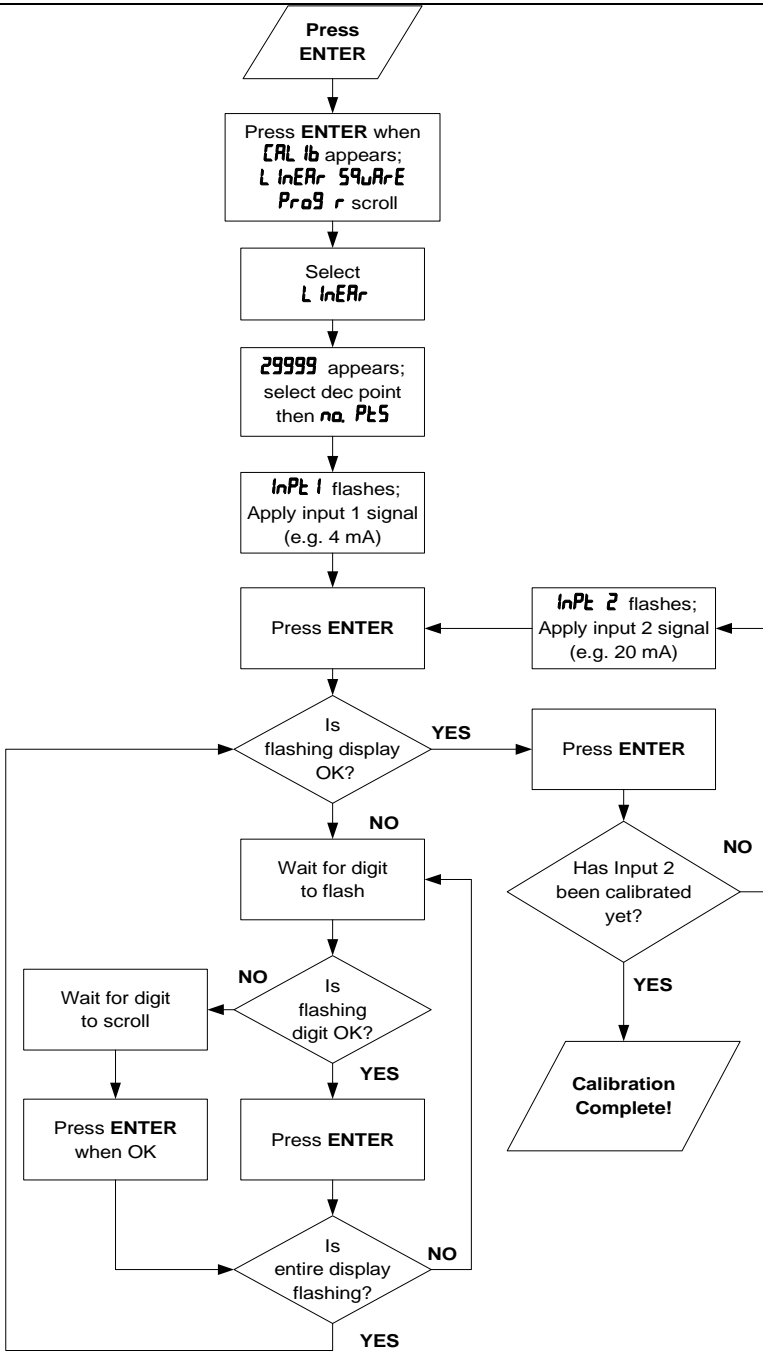 Press
ENTER
Press ENTER when
CAL ib appears;
L InEAr SquArE
Prog r scroll
Select
L InEAr
29999 appears;
select dec point
then no. PtS
InPt 1 flashes;
Apply input 1 signal
(e.g. 4 mA)
Press ENTER
InPt 2 flashes;
Apply input 2 signal
(e.g. 20 mA)
Is
flashing display
OK?
YES
Press ENTER
NO
Wait for digit
to flash
Has Input 2
been calibrated
yet?
NO
YES
Is
flashing
digit OK?
NO
Wait for digit
to scroll
YES
Press ENTER
when OK
Press ENTER
Calibration
Complete!
Is
entire display
flashing?
NO
YES